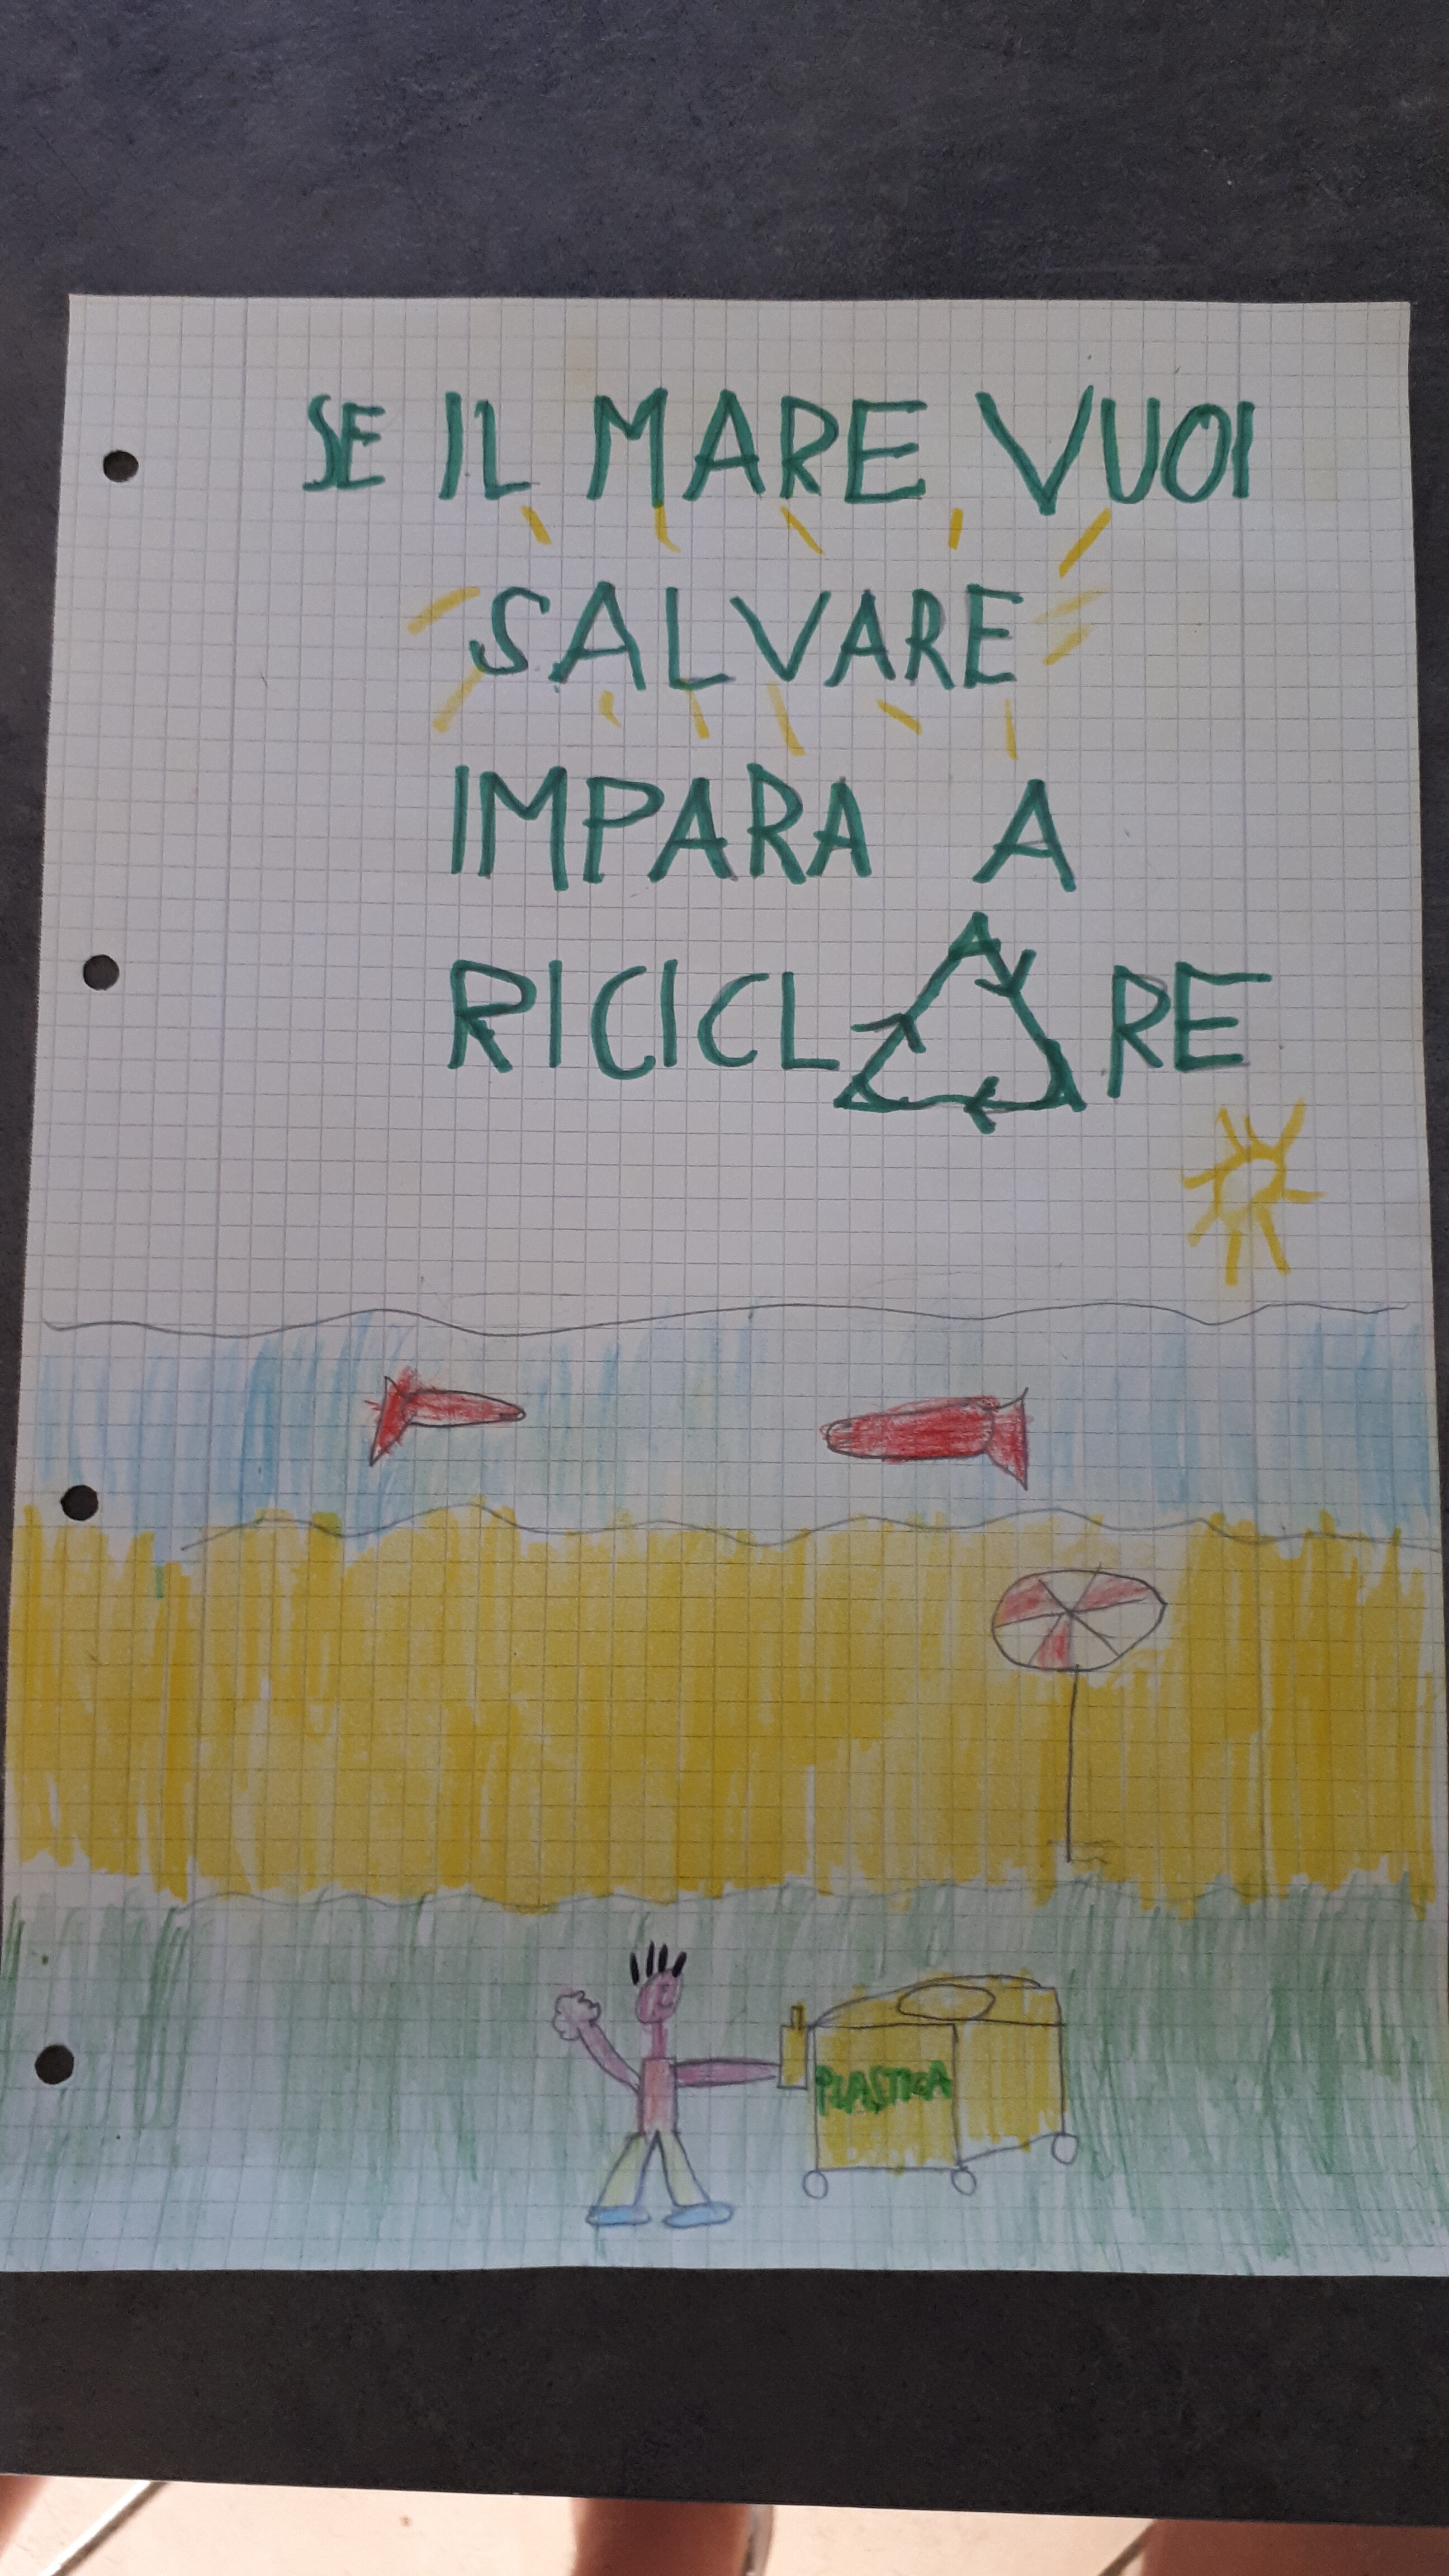 SE IL MARE VUOI
SALVARE
IMPARA A
RICICLARE
PLASTICA